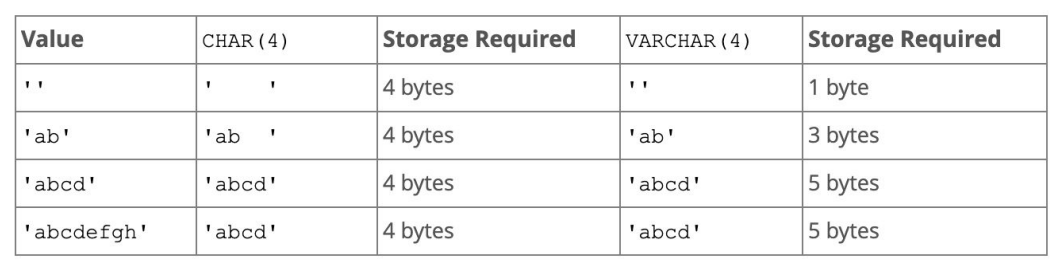 Value CHAR(4) Storage Required VARCHAR(4) Storage Required
'' '    ' 4 bytes '' 1 byte
'ab' 'ab  ' 4 bytes 'ab' 3 bytes
'abcd' 'abcd' 4 bytes 'abcd' 5 bytes
'abcdefgh' 'abcd' 4 bytes 'abcd' 5 bytes